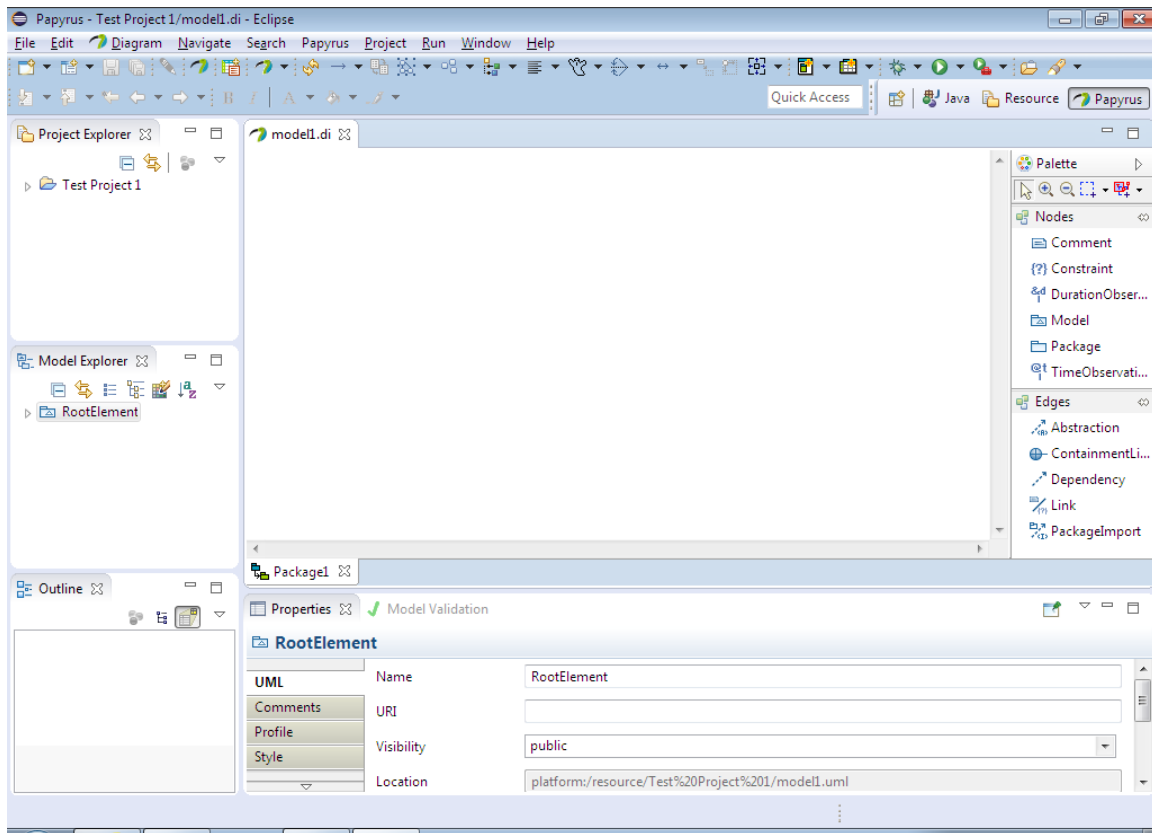 Papyrus - Test Project 1/model1.di - Eclipse
File Edit Diagram Navigate Search Papyrus Project Run Window Help
B I A
Quick Access Java Resource Papyrus
Project Explorer
Test Project 1
Model Explorer
RootElement
Outline
model1.di
Palette
Nodes
Comment
{?} Constraint
DurationObser...
Model
Package
TimeObservati...
Edges
Abstraction
ContainmentLi...
Dependency
Link
PackageImport
Package1
Properties Model Validation
RootElement
UML
Comments
Profile
Style
Name RootElement
URI
Visibility public
Location platform:/resource/Test%20Project%201/model1.uml